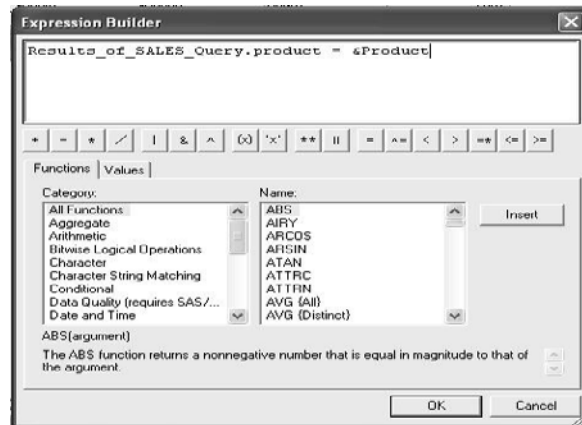 Expression Builder
Results_of_SALES_Query.product = &Product
+ - * / | & ^ (x) 'x' ** || = ^= < > =* <= >=
Functions Values
Category: Name:
All Functions ABS Insert
Aggregate AIRY
Arithmetic ARCOS
Bitwise Logical Operations ARSIN
Character ATAN
Character String Matching ATTRC
Conditional ATTRN
Data Quality (requires SAS/... AVG {All}
Date and Time AVG {Distinct}
ABS(argument)
The ABS function returns a nonnegative number that is equal in magnitude to that of
the argument.
OK Cancel